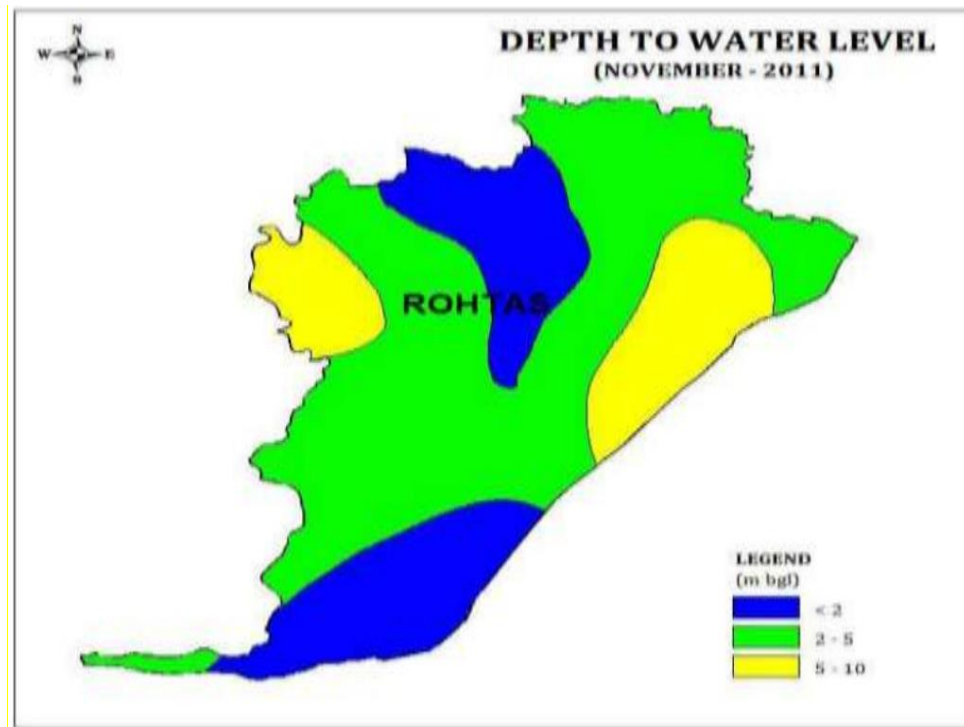 N
W E
S
DEPTH TO WATER LEVEL
(NOVEMBER - 2011)
ROHTAS
LEGEND
(m bgl)
< 2
2 - 5
5 - 10